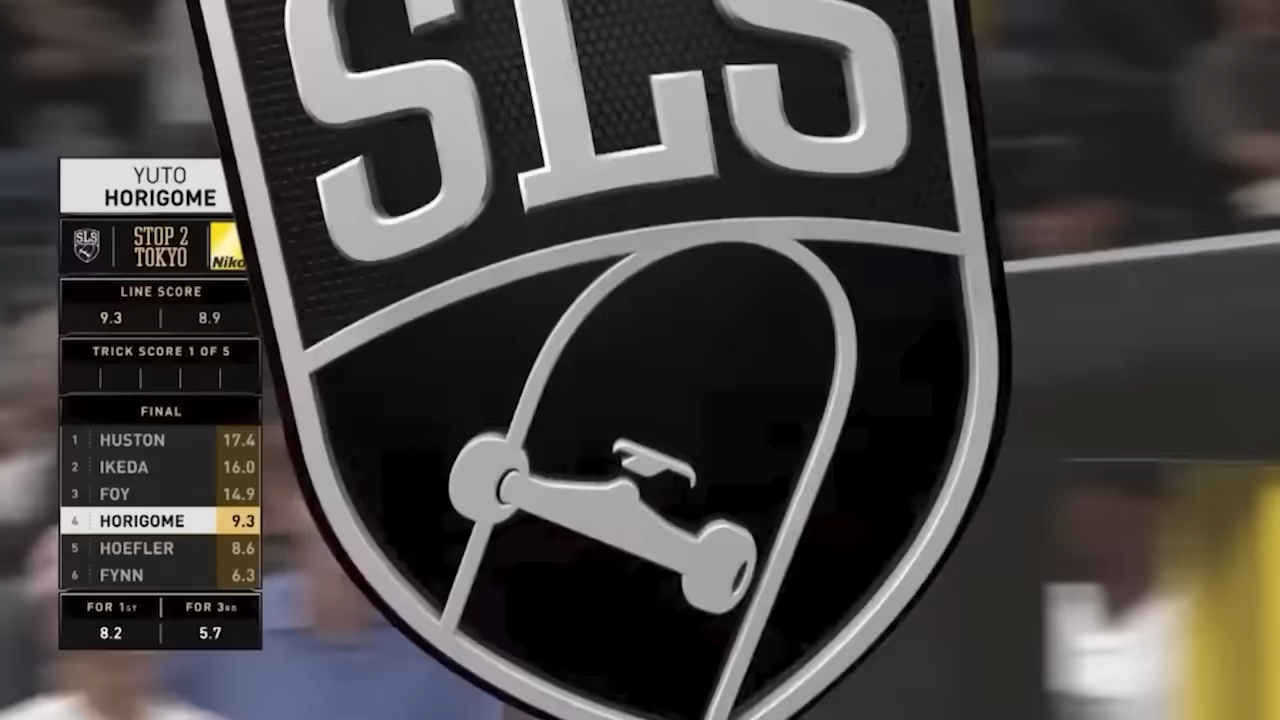 SLS
YUTO
HORIGOME
SLS
STOP 2
TOKYO
Nikon
LINE SCORE
9.3 | 8.9
TRICK SCORE 1 OF 5
FINAL
1 HUSTON 17.4
2 IKEDA 16.0
3 FOY 14.9
4 HORIGOME 9.3
5 HOEFLER 8.6
6 FYNN 6.3
FOR 1ST | FOR 3RD
8.2 | 5.7